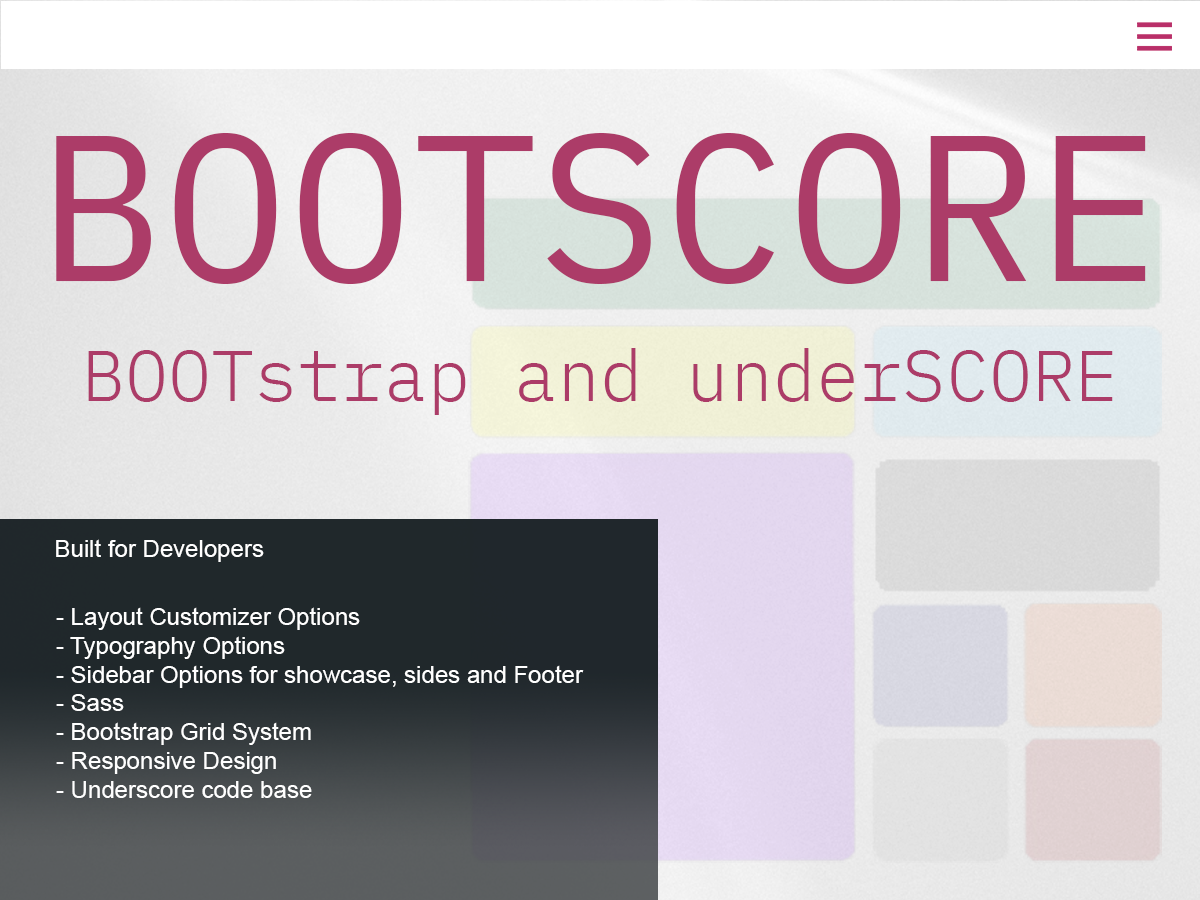 BOOTSCORE
BOOTstrap and underSCORE
Built for Developers
- Layout Customizer Options
- Typography Options
- Sidebar Options for showcase, sides and Footer
- Sass
- Bootstrap Grid System
- Responsive Design
- Underscore code base